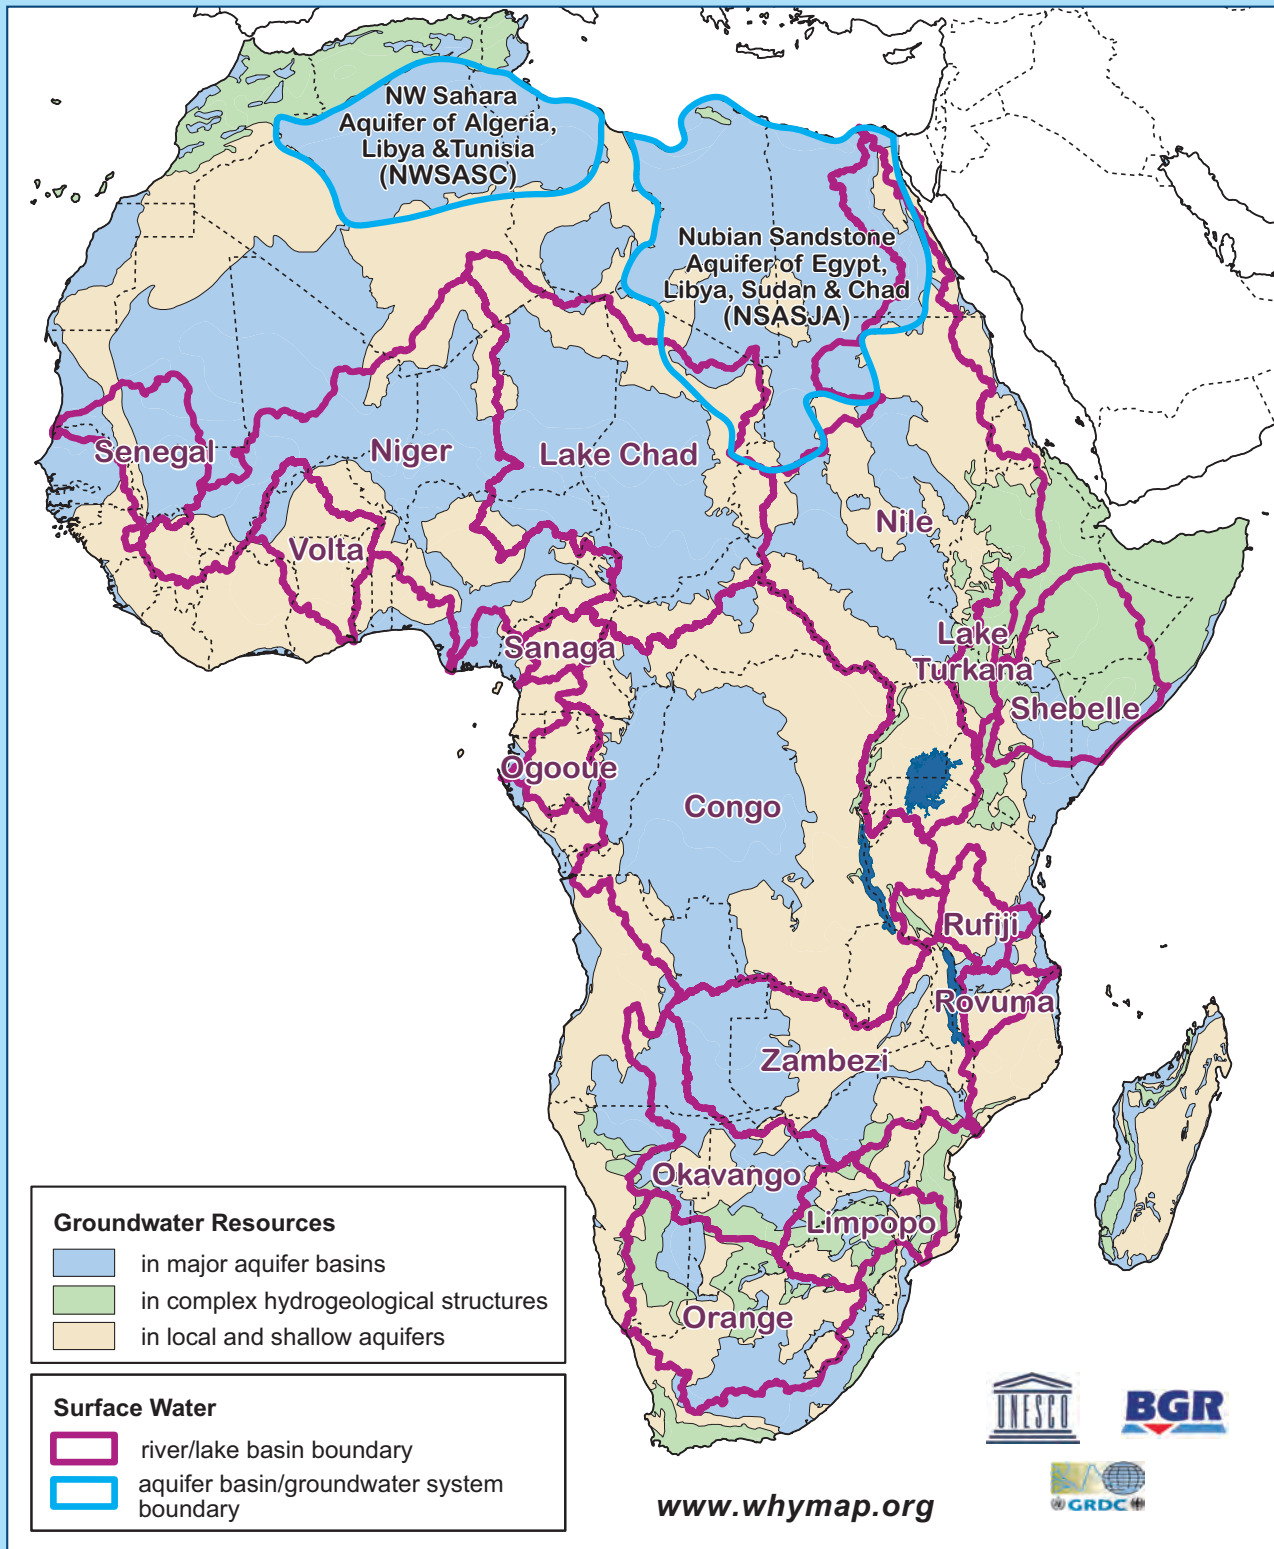 NW Sahara
Aquifer of Algeria,
Libya &Tunisia
(NWSASC)
Nubian Sandstone
Aquifer of Egypt,
Libya, Sudan & Chad
(NSASJA)
Senegal
Niger
Lake Chad
Volta
Nile
Sanaga
Lake
Turkana
Shebelle
Ogooue
Congo
Rufiji
Rovuma
Zambezi
Okavango
Limpopo
Orange
Groundwater Resources
in major aquifer basins
in complex hydrogeological structures
in local and shallow aquifers
Surface Water
river/lake basin boundary
aquifer basin/groundwater system
boundary
www.whymap.org
UNESCO
BGR
GRDC